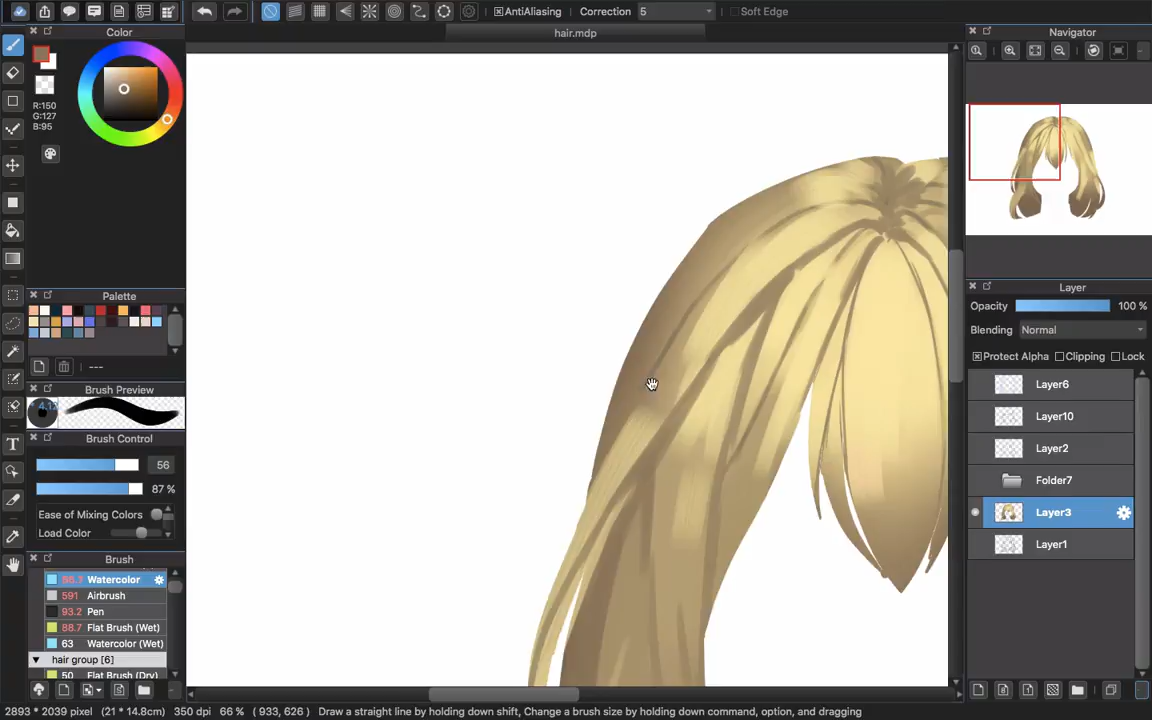 AntiAliasing Correction 5 Soft Edge
hair.mdp
Color
R:150
G:127
B:95
Palette
---
Brush Preview
* 4.12
Brush Control
56
87 %
Ease of Mixing Colors
Load Color
Brush
Watercolor
591 Airbrush
93.2 Pen
88.7 Flat Brush (Wet)
63 Watercolor (Wet)
hair group [6]
50 Flat Brush (Dry)
Navigator
Layer
Opacity 100 %
Blending Normal
Protect Alpha Clipping Lock
Layer6
Layer10
Layer2
Folder7
Layer3
Layer1
2893 * 2039 pixel (21 * 14.8cm) 350 dpi 66 % ( 933, 626 ) Draw a straight line by holding down shift, Change a brush size by holding down command, option, and dragging